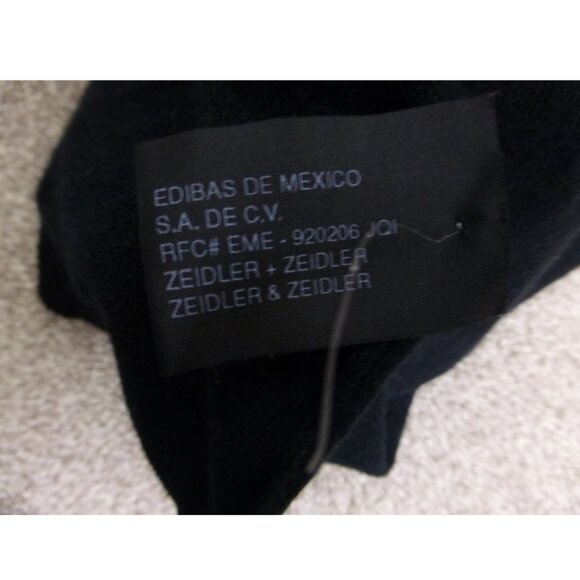 EDIBAS DE MEXICO
S.A. DE C.V.
RFC# EME - 920206 JQI
ZEIDLER + ZEIDLER
ZEIDLER & ZEIDLER